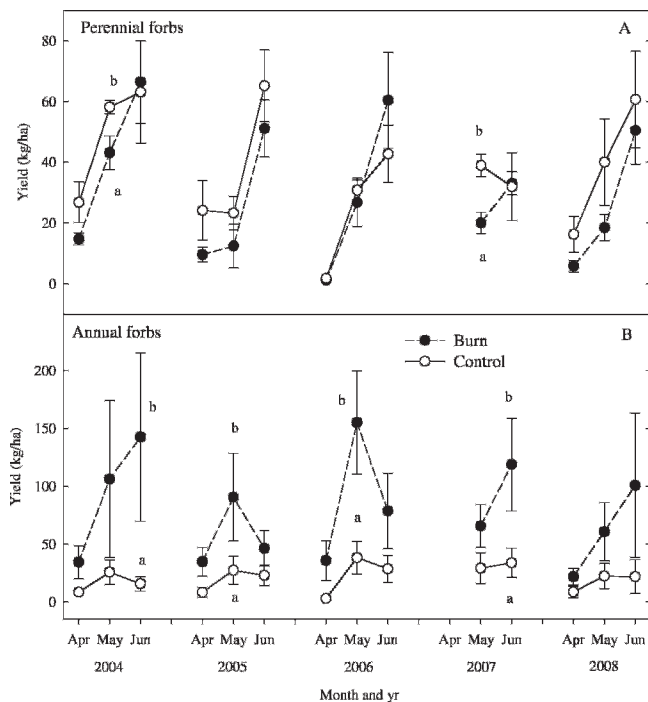 Perennial forbs A
80
60
40
20
0
Yield (kg/ha)
b
a
b
a
Annual forbs B
Burn
Control
200
150
100
50
0
Yield (kg/ha)
b
a
b
a
b
a
b
a
Apr May Jun Apr May Jun Apr May Jun Apr May Jun Apr May Jun
2004 2005 2006 2007 2008
Month and yr